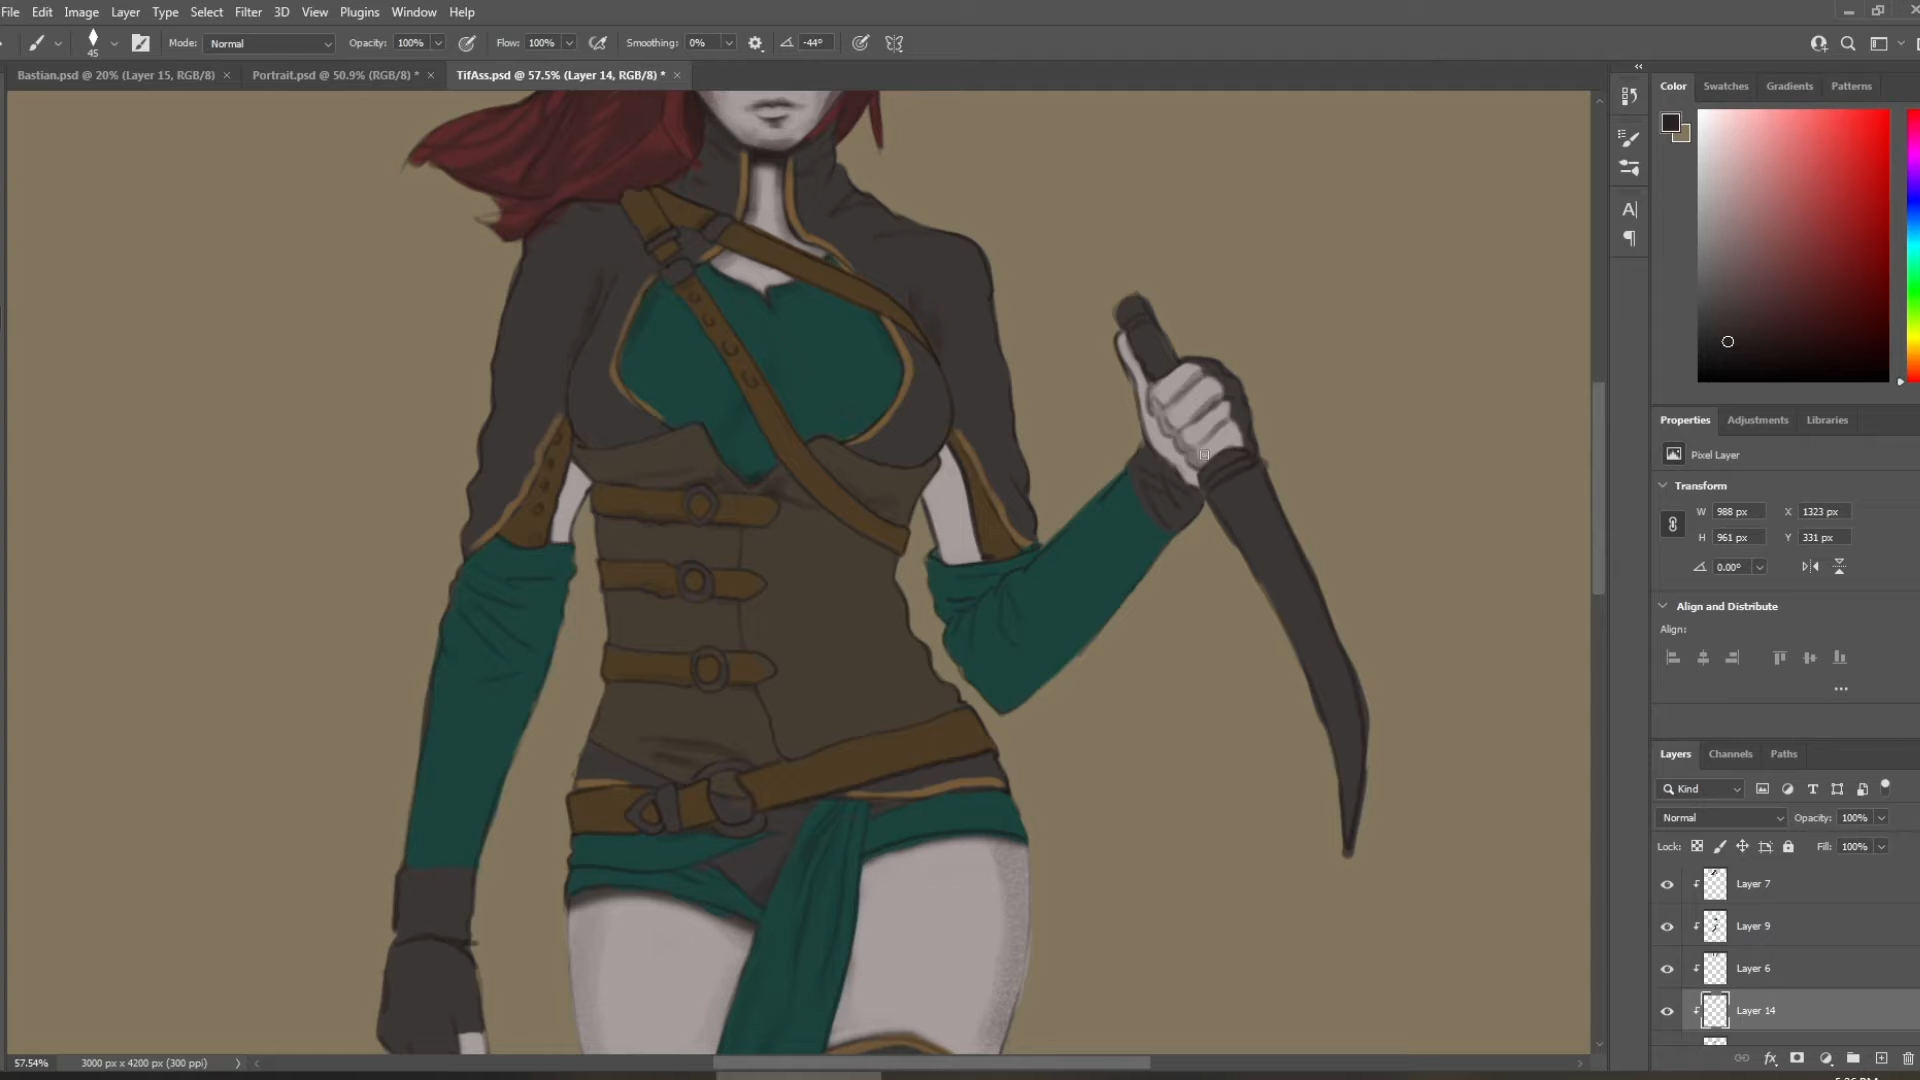 File Edit Image Layer Type Select Filter 3D View Plugins Window Help
45 Mode: Normal Opacity: 100% Flow: 100% Smoothing: 0% -44°
Bastian.psd @ 20% (Layer 15, RGB/8) × Portrait.psd @ 50.9% (RGB/8) * × TifAss.psd @ 57.5% (Layer 14, RGB/8) * ×
Color Swatches Gradients Patterns
Properties Adjustments Libraries
Pixel Layer
Transform
W 988 px X 1323 px
H 961 px Y 331 px
0.00°
Align and Distribute
Align:
Layers Channels Paths
Kind
Normal Opacity: 100%
Lock: Fill: 100%
Layer 7
Layer 9
Layer 6
Layer 14
57.54% 3000 px x 4200 px (300 ppi)
fx